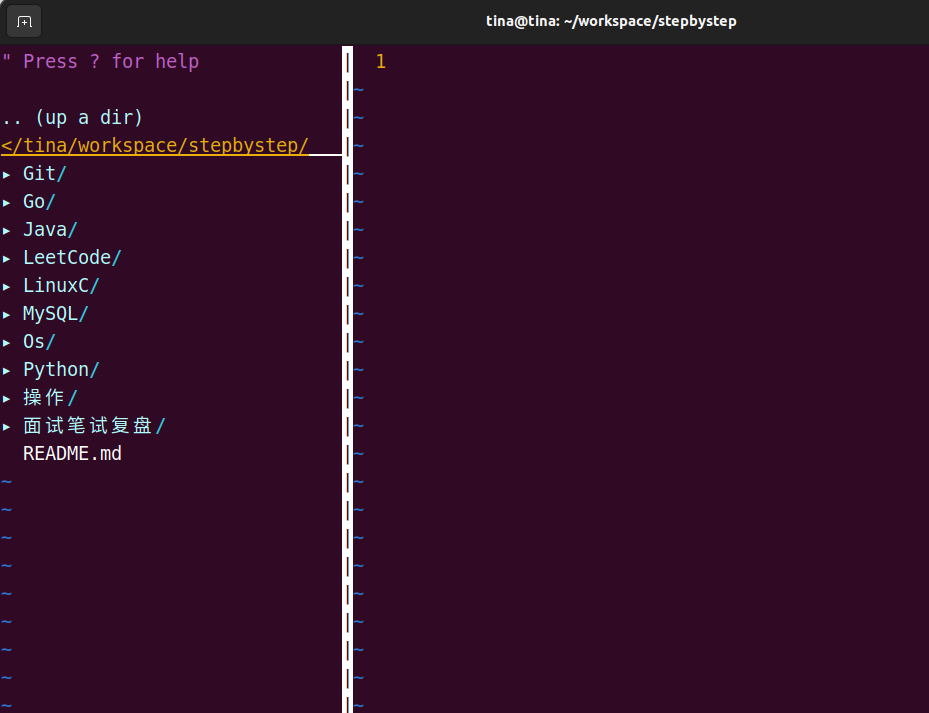 tina@tina: ~/workspace/stepbystep
" Press ? for help
1
.. (up a dir)
</tina/workspace/stepbystep/
▸ Git/
▸ Go/
▸ Java/
▸ LeetCode/
▸ LinuxC/
▸ MySQL/
▸ Os/
▸ Python/
▸ 操作/
▸ 面试笔试复盘/
README.md